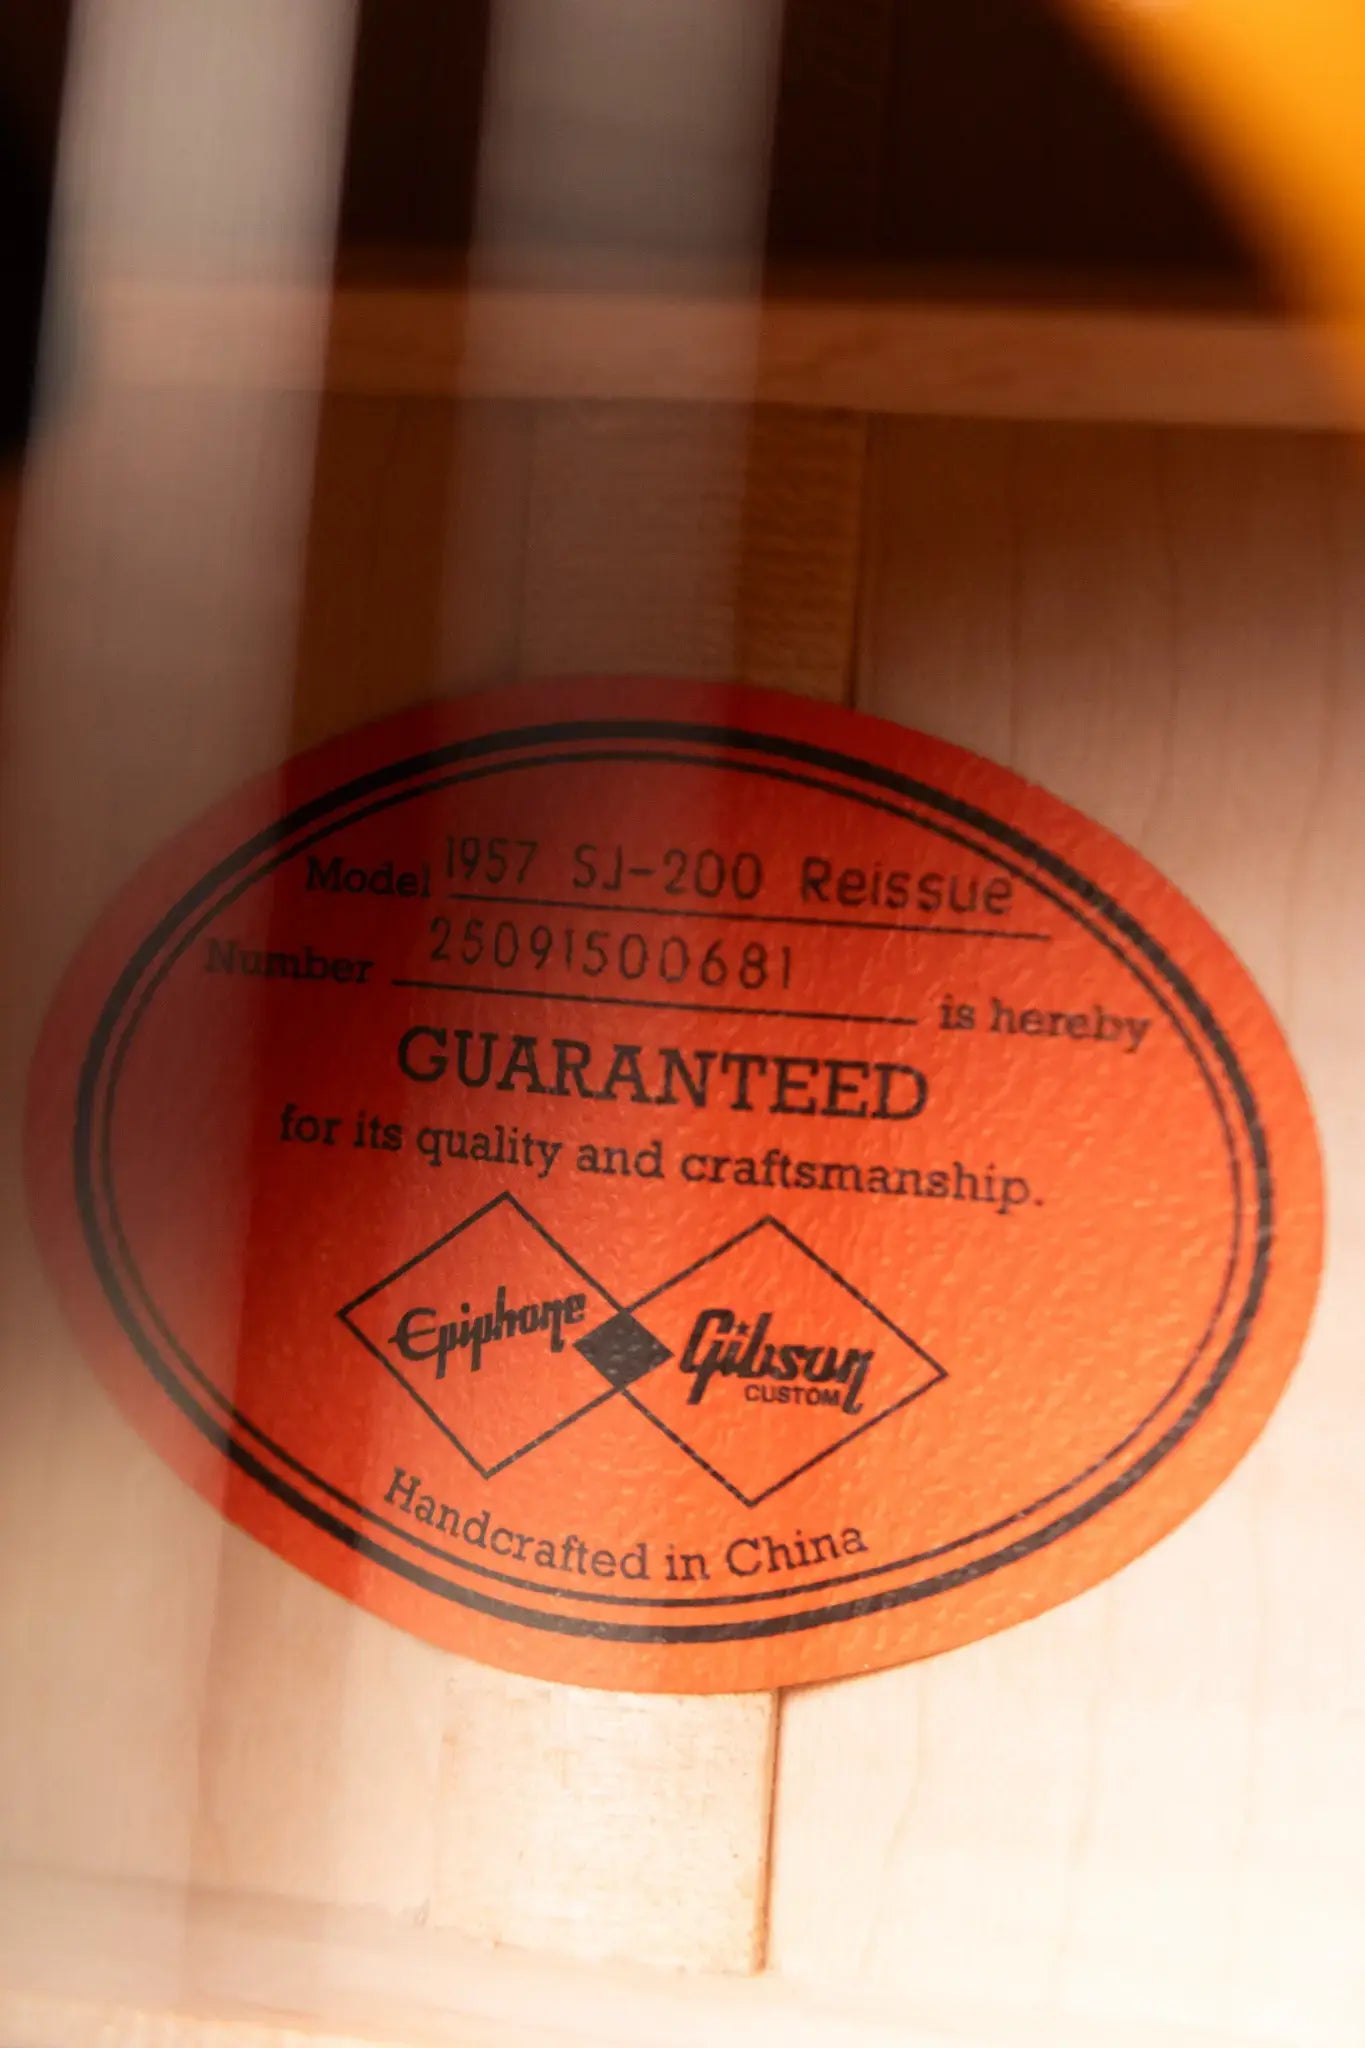 Model 1957 SJ-200 Reissue
Number 25091500681 is hereby
GUARANTEED
for its quality and craftsmanship.
Epiphone
Gibson
CUSTOM
Handcrafted in China